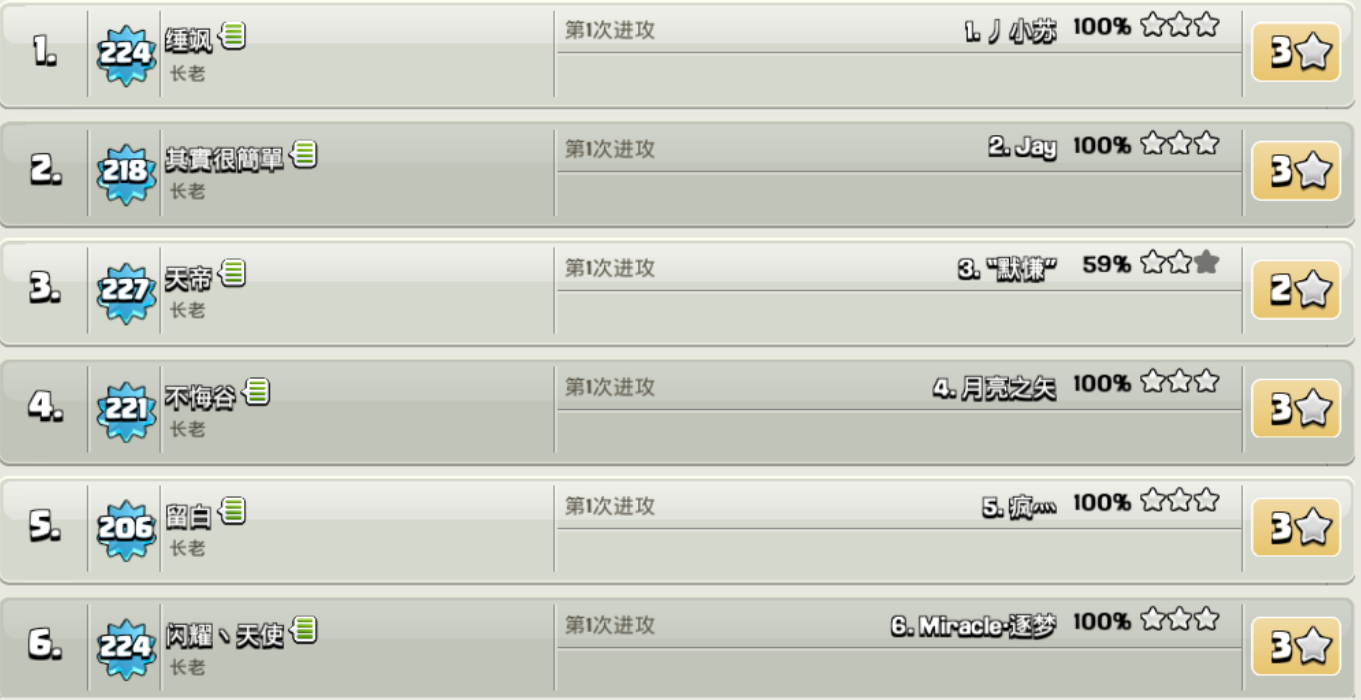 1. 224 缍飒 第1次进攻 1. 丿 小苏 100% 3
长老
2. 218 其實很簡單 第1次进攻 2. Jay 100% 3
长老
3. 227 天帝 第1次进攻 3. "默慊" 59% 2
长老
4. 221 不悔谷 第1次进攻 4. 月亮之矢 100% 3
长老
5. 206 留白 第1次进攻 5. 疯灬 100% 3
长老
6. 224 闪耀丶天使 第1次进攻 6. Miracle·逐梦 100% 3
长老